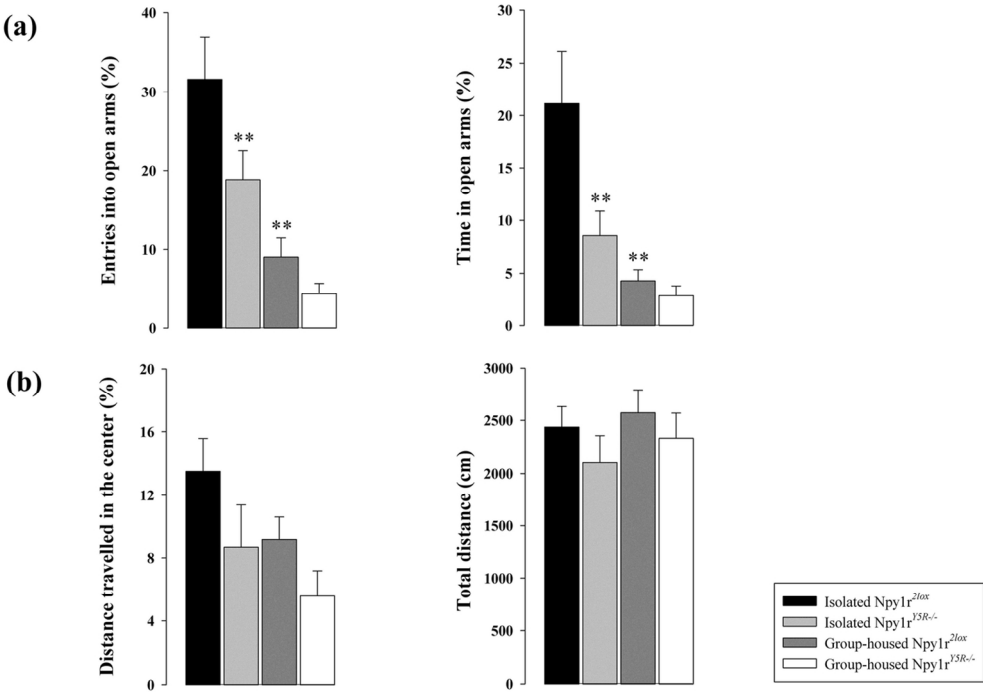 (a)
Entries into open arms (%)
40
30
20
10
0
**
**
Time in open arms (%)
30
25
20
15
10
5
0
**
**
(b)
Distance travelled in the center (%)
20
16
12
8
4
0
Total distance (cm)
3000
2500
2000
1500
1000
500
0
Isolated Npy1r2lox
Isolated Npy1rY5R-/-
Group-housed Npy1r2lox
Group-housed Npy1rY5R-/-